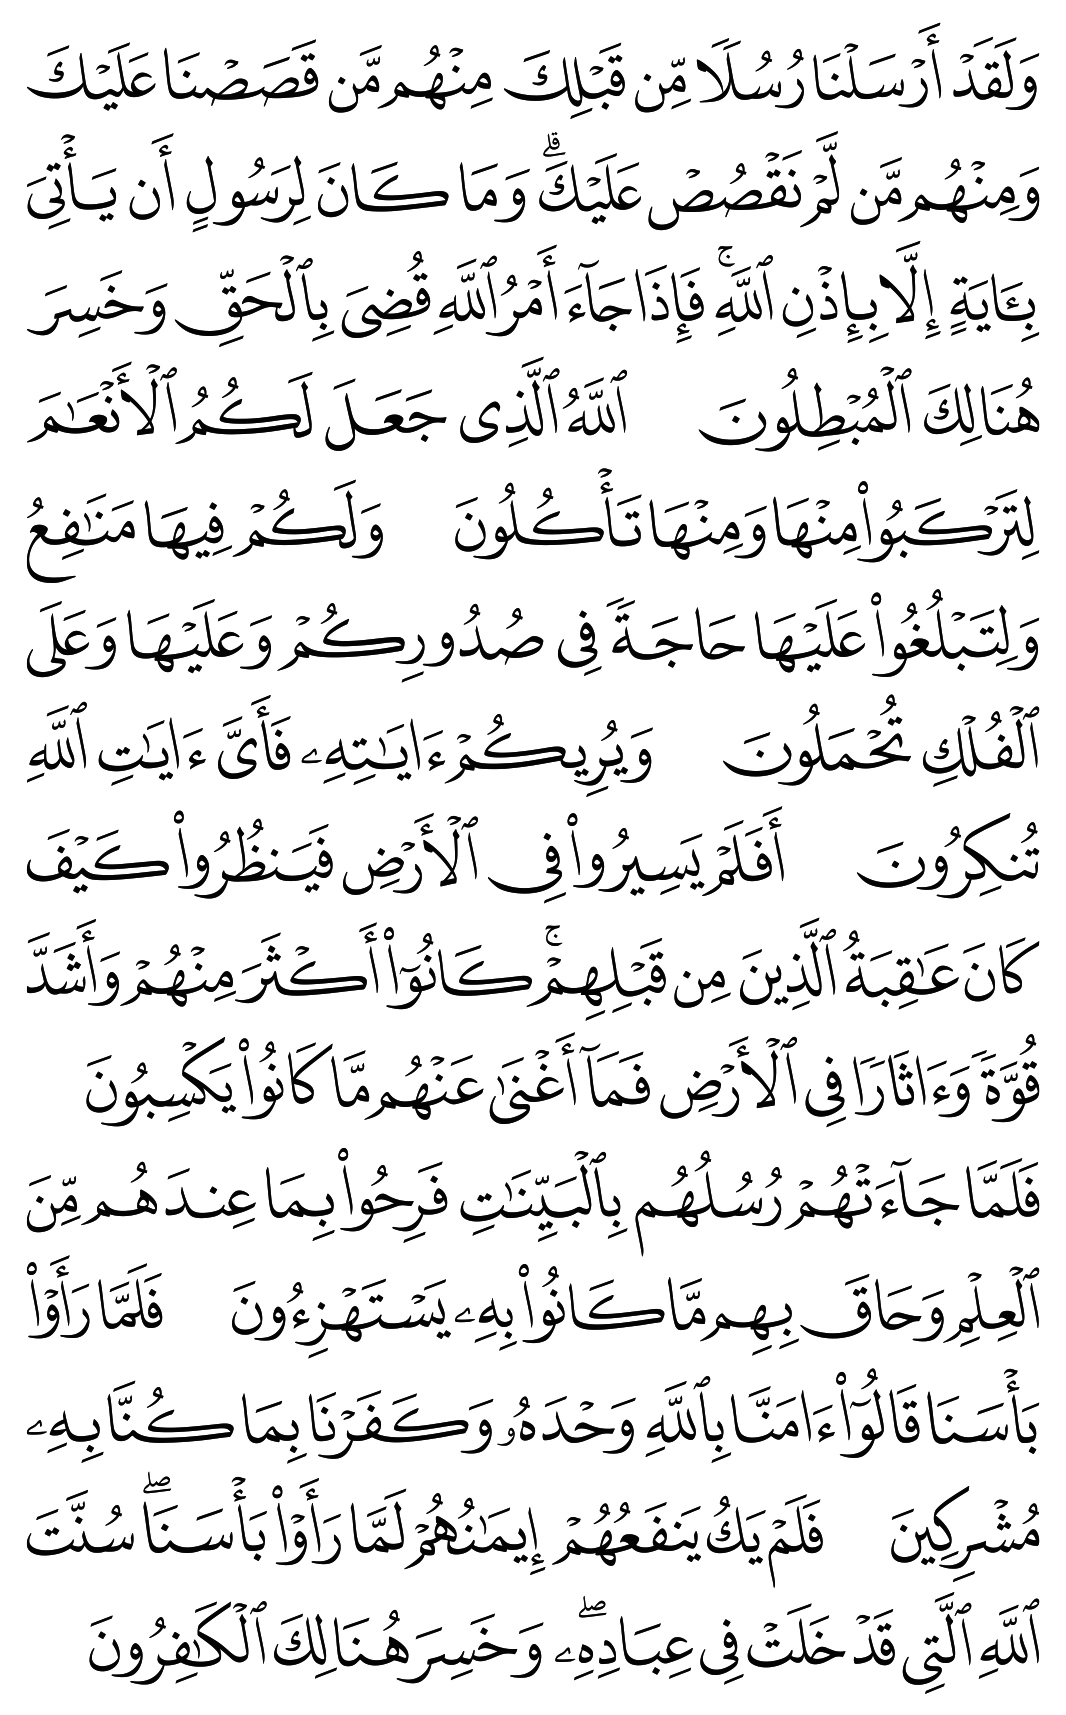 وَلَقَدْ أَرْسَلْنَا رُسُلًا مِّن قَبْلِكَ مِنْهُم مَّن قَصَصْنَا عَلَيْكَ
وَمِنْهُم مَّن لَّمْ نَقْصُصْ عَلَيْكَ ۗ وَمَا كَانَ لِرَسُولٍ أَن يَأْتِىَ
بِـَٔايَةٍ إِلَّا بِإِذْنِ ٱللَّهِ ۚ فَإِذَا جَآءَ أَمْرُ ٱللَّهِ قُضِىَ بِٱلْحَقِّ وَخَسِرَ
هُنَالِكَ ٱلْمُبْطِلُونَ ٱللَّهُ ٱلَّذِى جَعَلَ لَكُمُ ٱلْأَنْعَـٰمَ
لِتَرْكَبُوا۟ مِنْهَا وَمِنْهَا تَأْكُلُونَ وَلَكُمْ فِيهَا مَنَـٰفِعُ
وَلِتَبْلُغُوا۟ عَلَيْهَا حَاجَةً فِى صُدُورِكُمْ وَعَلَيْهَا وَعَلَى
ٱلْفُلْكِ تُحْمَلُونَ وَيُرِيكُمْ ءَايَـٰتِهِۦ فَأَىَّ ءَايَـٰتِ ٱللَّهِ
تُنكِرُونَ أَفَلَمْ يَسِيرُوا۟ فِى ٱلْأَرْضِ فَيَنظُرُوا۟ كَيْفَ
كَانَ عَـٰقِبَةُ ٱلَّذِينَ مِن قَبْلِهِمْ ۚ كَانُوٓا۟ أَكْثَرَ مِنْهُمْ وَأَشَدَّ
قُوَّةً وَءَاثَارًا فِى ٱلْأَرْضِ فَمَآ أَغْنَىٰ عَنْهُم مَّا كَانُوا۟ يَكْسِبُونَ
فَلَمَّا جَآءَتْهُمْ رُسُلُهُم بِٱلْبَيِّنَـٰتِ فَرِحُوا۟ بِمَا عِندَهُم مِّنَ
ٱلْعِلْمِ وَحَاقَ بِهِم مَّا كَانُوا۟ بِهِۦ يَسْتَهْزِءُونَ فَلَمَّا رَأَوْا۟
بَأْسَنَا قَالُوٓا۟ ءَامَنَّا بِٱللَّهِ وَحْدَهُۥ وَكَفَرْنَا بِمَا كُنَّا بِهِۦ
مُشْرِكِينَ فَلَمْ يَكُ يَنفَعُهُمْ إِيمَـٰنُهُمْ لَمَّا رَأَوْا۟ بَأْسَنَا ۖ سُنَّتَ
ٱللَّهِ ٱلَّتِى قَدْ خَلَتْ فِى عِبَادِهِۦ ۖ وَخَسِرَ هُنَالِكَ ٱلْكَـٰفِرُونَ